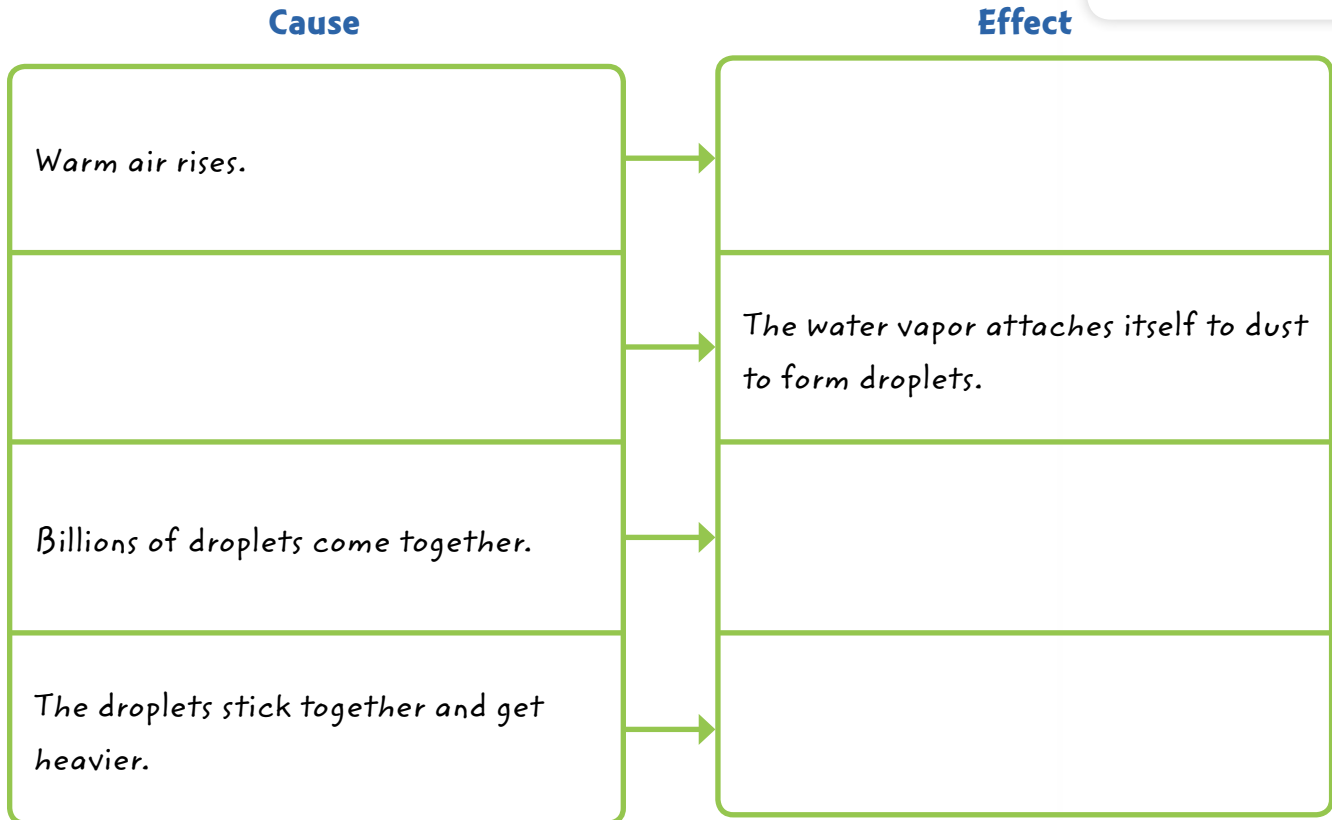 Cause
Effect
Warm air rises.
The water vapor attaches itself to dust
to form droplets.
Billions of droplets come together.
The droplets stick together and get
heavier.